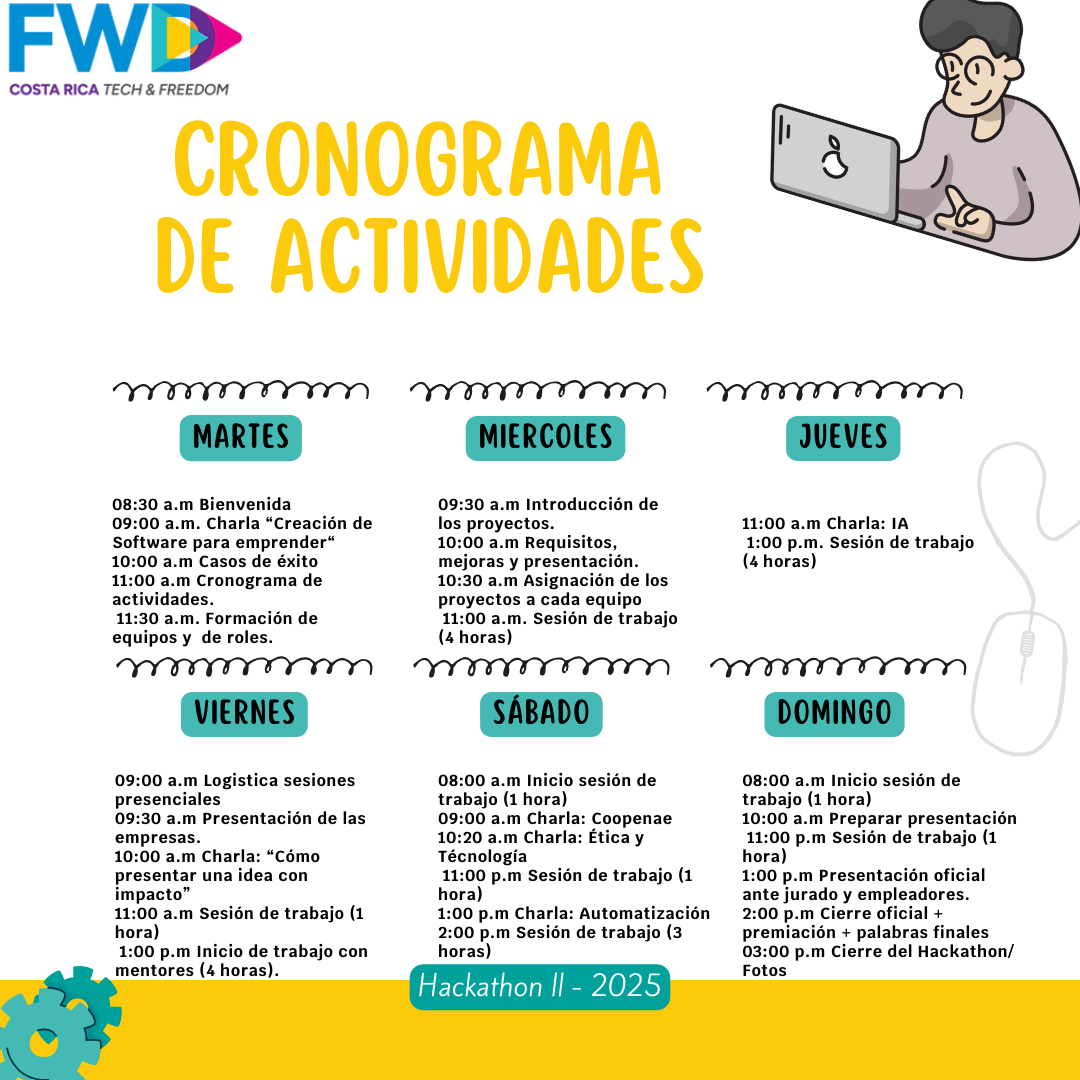 FWD
COSTA RICA TECH & FREEDOM
CRONOGRAMA
DE ACTIVIDADES
MARTES
08:30 a.m Bienvenida
09:00 a.m. Charla “Creación de
Software para emprender“
10:00 a.m Casos de éxito
11:00 a.m Cronograma de
actividades.
11:30 a.m. Formación de
equipos y de roles.
MIERCOLES
09:30 a.m Introducción de
los proyectos.
10:00 a.m Requisitos,
mejoras y presentación.
10:30 a.m Asignación de los
proyectos a cada equipo
11:00 a.m. Sesión de trabajo
(4 horas)
JUEVES
11:00 a.m Charla: IA
1:00 p.m. Sesión de trabajo
(4 horas)
VIERNES
09:00 a.m Logistica sesiones
presenciales
09:30 a.m Presentación de las
empresas.
10:00 a.m Charla: “Cómo
presentar una idea con
impacto”
11:00 a.m Sesión de trabajo (1
hora)
1:00 p.m Inicio de trabajo con
mentores (4 horas).
SÁBADO
08:00 a.m Inicio sesión de
trabajo (1 hora)
09:00 a.m Charla: Coopenae
10:20 a.m Charla: Ética y
Técnología
11:00 p.m Sesión de trabajo (1
hora)
1:00 p.m Charla: Automatización
2:00 p.m Sesión de trabajo (3
horas)
DOMINGO
08:00 a.m Inicio sesión de
trabajo (1 hora)
10:00 a.m Preparar presentación
11:00 p.m Sesión de trabajo (1
hora)
1:00 p.m Presentación oficial
ante jurado y empleadores.
2:00 p.m Cierre oficial +
premiación + palabras finales
03:00 p.m Cierre del Hackathon/
Fotos
Hackathon ll - 2025